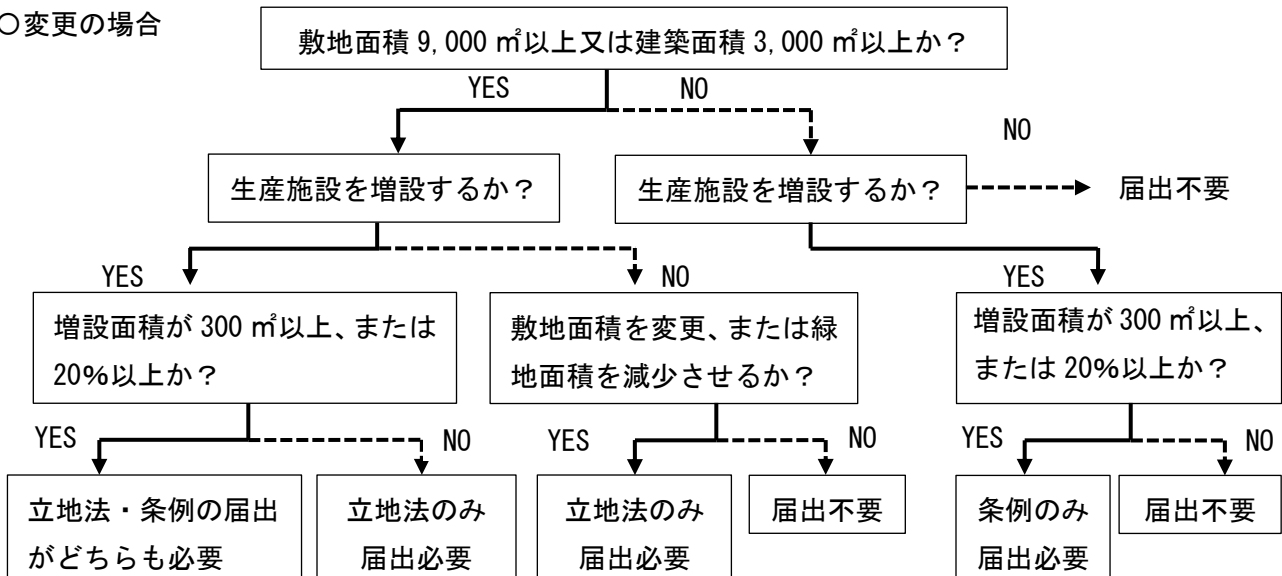 ○変更の場合
敷地面積 9,000 ㎡以上又は建築面積 3,000 ㎡以上か？
YES
NO
NO
生産施設を増設するか？
生産施設を増設するか？
届出不要
YES
NO
YES
増設面積が 300 ㎡以上、または
20%以上か？
敷地面積を変更、または緑
地面積を減少させるか？
増設面積が 300 ㎡以上、
または 20%以上か？
YES
NO
YES
NO
YES
NO
立地法・条例の届出
がどちらも必要
立地法のみ
届出必要
立地法のみ
届出必要
届出不要
条例のみ
届出必要
届出不要